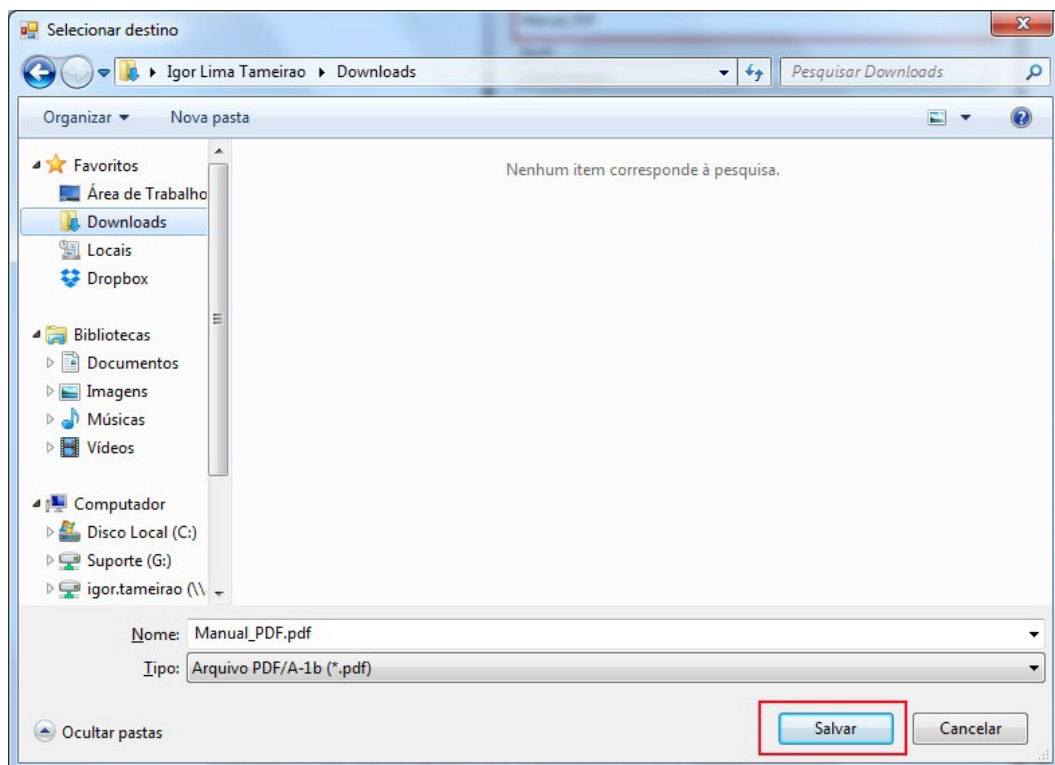 Selecionar destino
Manual_PDF
Igor Lima Tameirao Downloads
Pesquisar Downloads
Organizar Nova pasta
Favoritos
Área de Trabalho
Downloads
Locais
Dropbox
Bibliotecas
Documentos
Imagens
Músicas
Vídeos
Computador
Disco Local (C:)
Suporte (G:)
igor.tameirao (\\
Nenhum item corresponde à pesquisa.
Nome: Manual_PDF.pdf
Tipo: Arquivo PDF/A-1b (*.pdf)
Ocultar pastas
Salvar
Cancelar